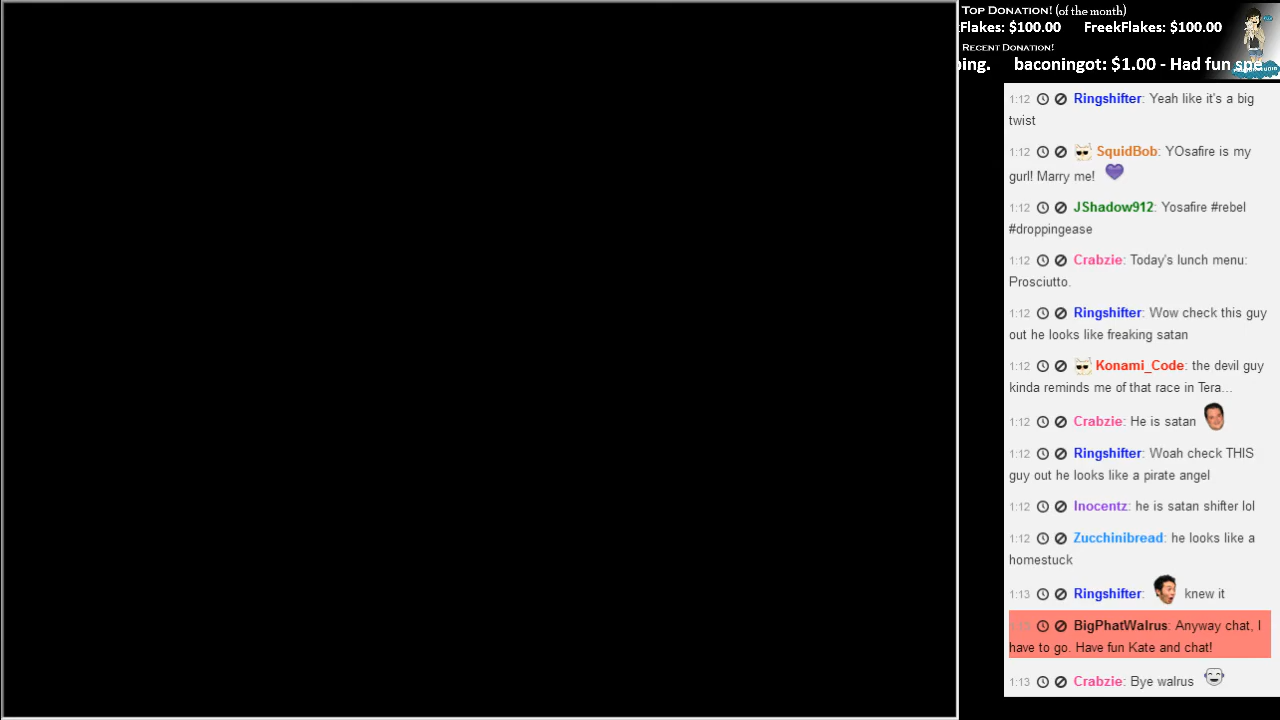 Top Donation! (of the month)
Flakes: $100.00 FreekFlakes: $100.00
Recent Donation!
ping. baconingot: $1.00 - Had fun spe
1:12 Ringshifter: Yeah like it's a big
twist
1:12 SquidBob: YOsafire is my
gurl! Marry me!
1:12 JShadow912: Yosafire #rebel
#droppingease
1:12 Crabzie: Today's lunch menu:
Prosciutto.
1:12 Ringshifter: Wow check this guy
out he looks like freaking satan
1:12 Konami_Code: the devil guy
kinda reminds me of that race in Tera...
1:12 Crabzie: He is satan
1:12 Ringshifter: Woah check THIS
guy out he looks like a pirate angel
1:12 Inocentz: he is satan shifter lol
1:12 Zucchinibread: he looks like a
homestuck
1:13 Ringshifter: knew it
1:13 BigPhatWalrus: Anyway chat, I
have to go. Have fun Kate and chat!
1:13 Crabzie: Bye walrus